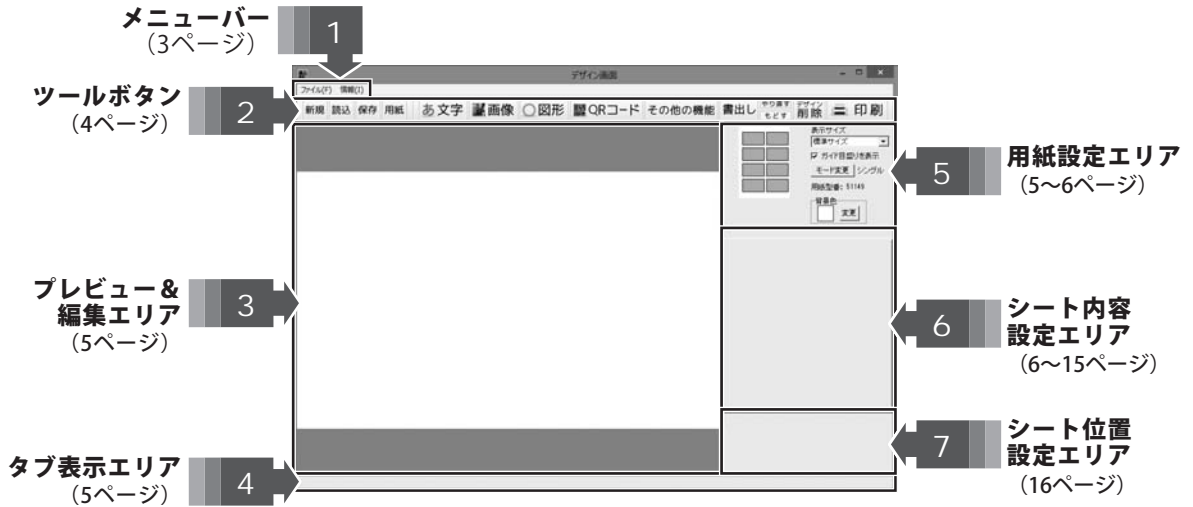 メニューバー
（3ページ）
1
ツールボタン
（4ページ）
2
プレビュー＆
編集エリア
（5ページ）
3
タブ表示エリア
（5ページ）
4
デザイン画面
ファイル(F) 情報(I)
新規 読込 保存 用紙 あ文字 画像 図形 QRコード その他の機能 書出し やり直す もどす デザイン 削除 印刷
表示サイズ
標準サイズ
ガイド目盛りを表示
モード変更 シングル
用紙型番: 51149
背景色
変更
5
用紙設定エリア
（5〜6ページ）
6
シート内容
設定エリア
（6〜15ページ）
7
シート位置
設定エリア
（16ページ）